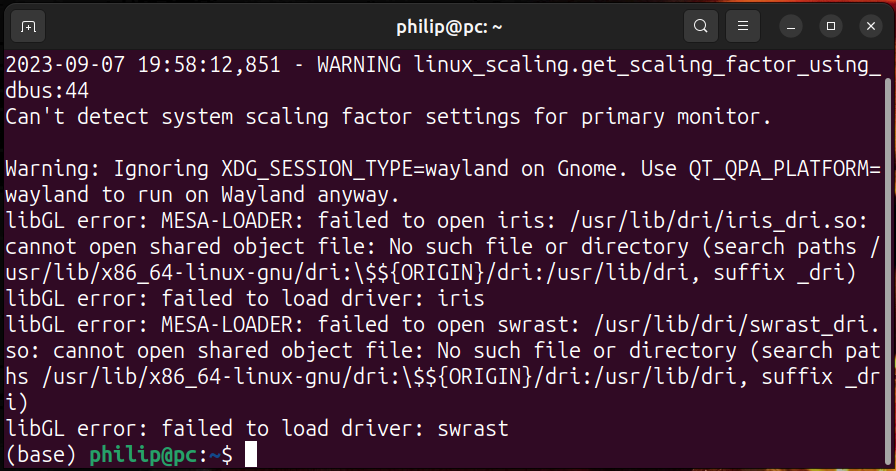 philip@pc: ~
2023-09-07 19:58:12,851 - WARNING linux_scaling.get_scaling_factor_using_
dbus:44
Can't detect system scaling factor settings for primary monitor.
Warning: Ignoring XDG_SESSION_TYPE=wayland on Gnome. Use QT_QPA_PLATFORM=
wayland to run on Wayland anyway.
libGL error: MESA-LOADER: failed to open iris: /usr/lib/dri/iris_dri.so:
cannot open shared object file: No such file or directory (search paths /
usr/lib/x86_64-linux-gnu/dri:\$${ORIGIN}/dri:/usr/lib/dri, suffix _dri)
libGL error: failed to load driver: iris
libGL error: MESA-LOADER: failed to open swrast: /usr/lib/dri/swrast_dri.
so: cannot open shared object file: No such file or directory (search pat
hs /usr/lib/x86_64-linux-gnu/dri:\$${ORIGIN}/dri:/usr/lib/dri, suffix _dr
i)
libGL error: failed to load driver: swrast
(base) philip@pc:~$